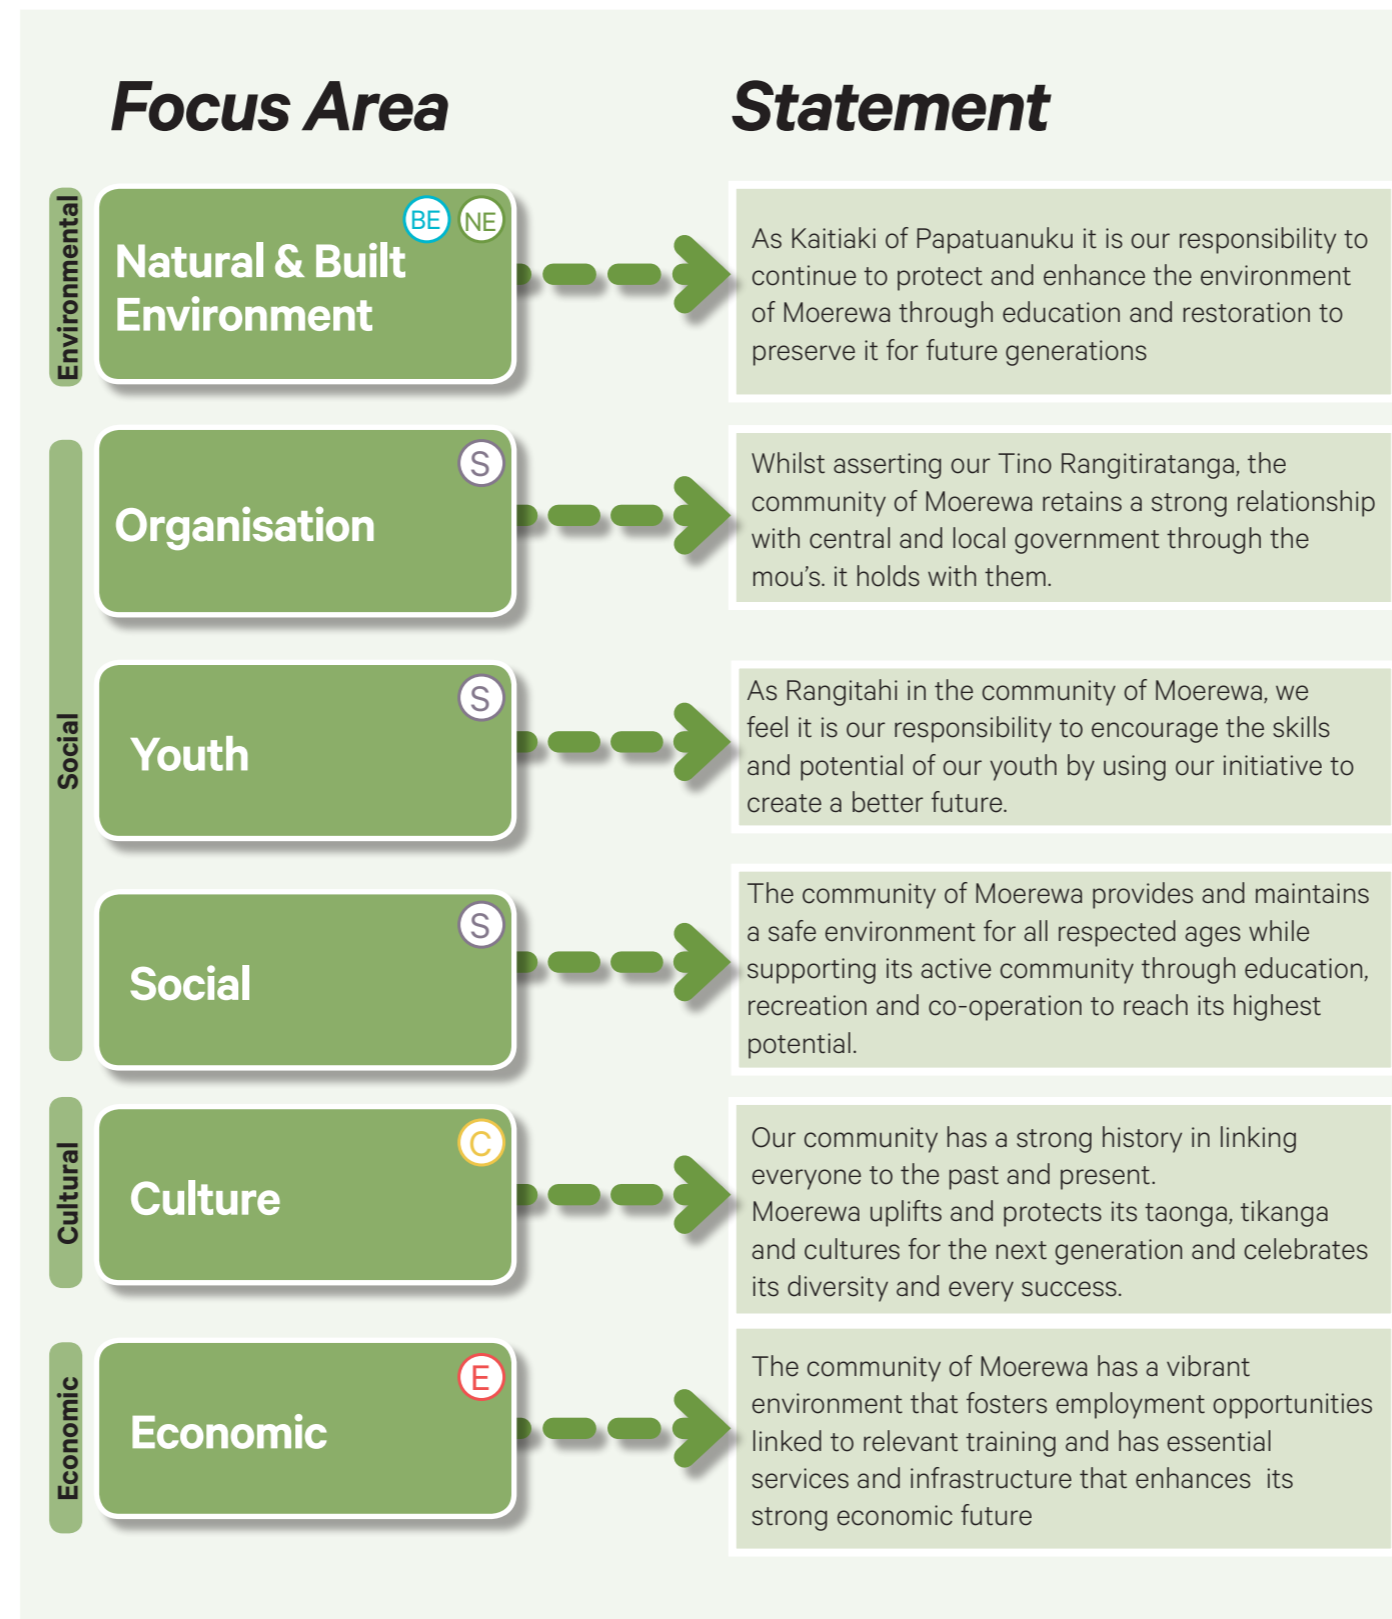 Focus Area
Statement
Environmental
BE NE
Natural & Built
Environment
As Kaitiaki of Papatuanuku it is our responsibility to
continue to protect and enhance the environment
of Moerewa through education and restoration to
preserve it for future generations
Social
S
Organisation
Whilst asserting our Tino Rangitiratanga, the
community of Moerewa retains a strong relationship
with central and local government through the
mou's. it holds with them.
S
Youth
As Rangitahi in the community of Moerewa, we
feel it is our responsibility to encourage the skills
and potential of our youth by using our initiative to
create a better future.
S
Social
The community of Moerewa provides and maintains
a safe environment for all respected ages while
supporting its active community through education,
recreation and co-operation to reach its highest
potential.
Cultural
C
Culture
Our community has a strong history in linking
everyone to the past and present.
Moerewa uplifts and protects its taonga, tikanga
and cultures for the next generation and celebrates
its diversity and every success.
Economic
E
Economic
The community of Moerewa has a vibrant
environment that fosters employment opportunities
linked to relevant training and has essential
services and infrastructure that enhances  its
strong economic future